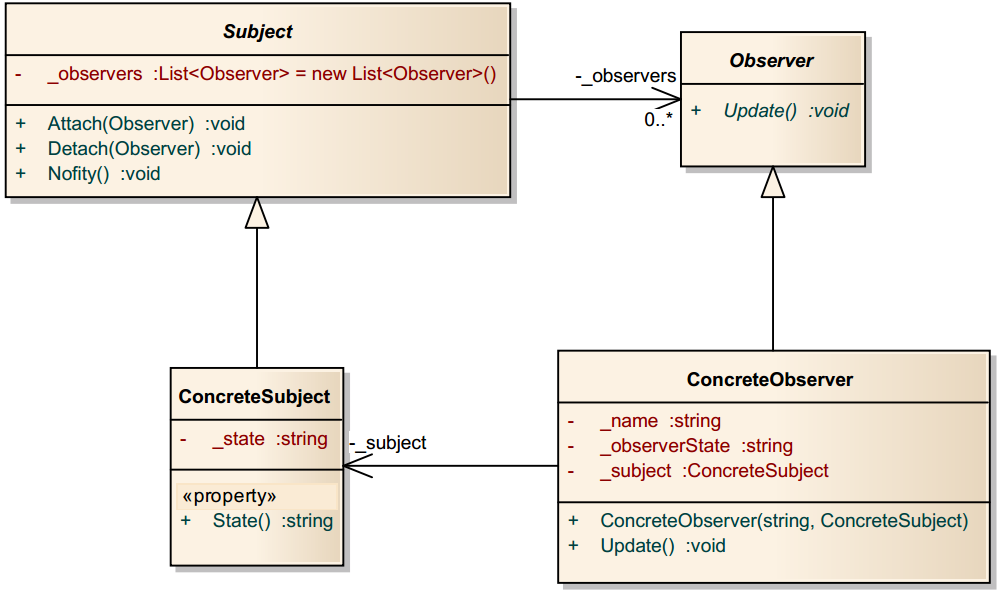 Subject
- _observers :List<Observer> = new List<Observer>()
+ Attach(Observer) :void
+ Detach(Observer) :void
+ Nofity() :void
-_observers
0..*
Observer
+ Update() :void
ConcreteSubject
- _state :string
«property»
+ State() :string
-_subject
ConcreteObserver
- _name :string
- _observerState :string
- _subject :ConcreteSubject
+ ConcreteObserver(string, ConcreteSubject)
+ Update() :void